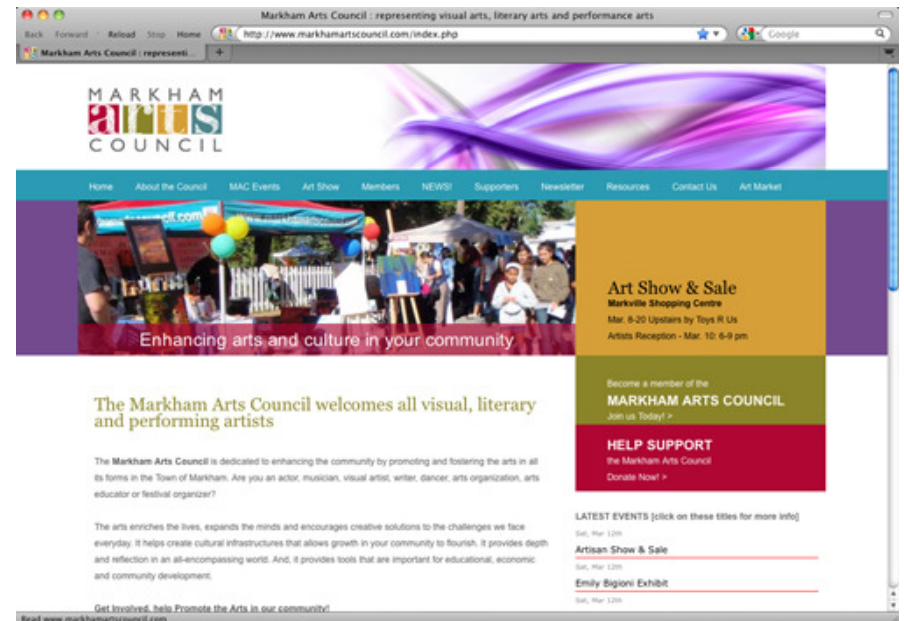 Markham Arts Council : representing visual arts, literary arts and performance arts
Back Forward Reload Stop Home http://www.markhamartscouncil.com/index.php Google
Markham Arts Council : representi... +
MARKHAM
arts
COUNCIL
Home About the Council MAC Events Art Show Members NEWS! Supporters Newsletter Resources Contact Us Art Market
Enhancing arts and culture in your community
Art Show & Sale
Markville Shopping Centre
Mar. 8-20 Upstairs by Toys R Us
Artists Reception - Mar. 10: 6-9 pm
Become a member of the
MARKHAM ARTS COUNCIL
Join us Today! >
HELP SUPPORT
the Markham Arts Council
Donate Now! >
The Markham Arts Council welcomes all visual, literary
and performing artists
The Markham Arts Council is dedicated to enhancing the community by promoting and fostering the arts in all
its forms in the Town of Markham. Are you an actor, musician, visual artist, writer, dancer, arts organization, arts
educator or festival organizer?
The arts enriches the lives, expands the minds and encourages creative solutions to the challenges we face
everyday. It helps create cultural infrastructures that allows growth in your community to flourish. It provides depth
and reflection in an all-encompassing world. And, it provides tools that are important for educational, economic
and community development.
Get Involved, help Promote the Arts in our community!
LATEST EVENTS [click on these titles for more info]
Sat, Mar 12th
Artisan Show & Sale
Sat, Mar 12th
Emily Bigioni Exhibit
Sat, Mar 12th
Read www.markhamartscouncil.com